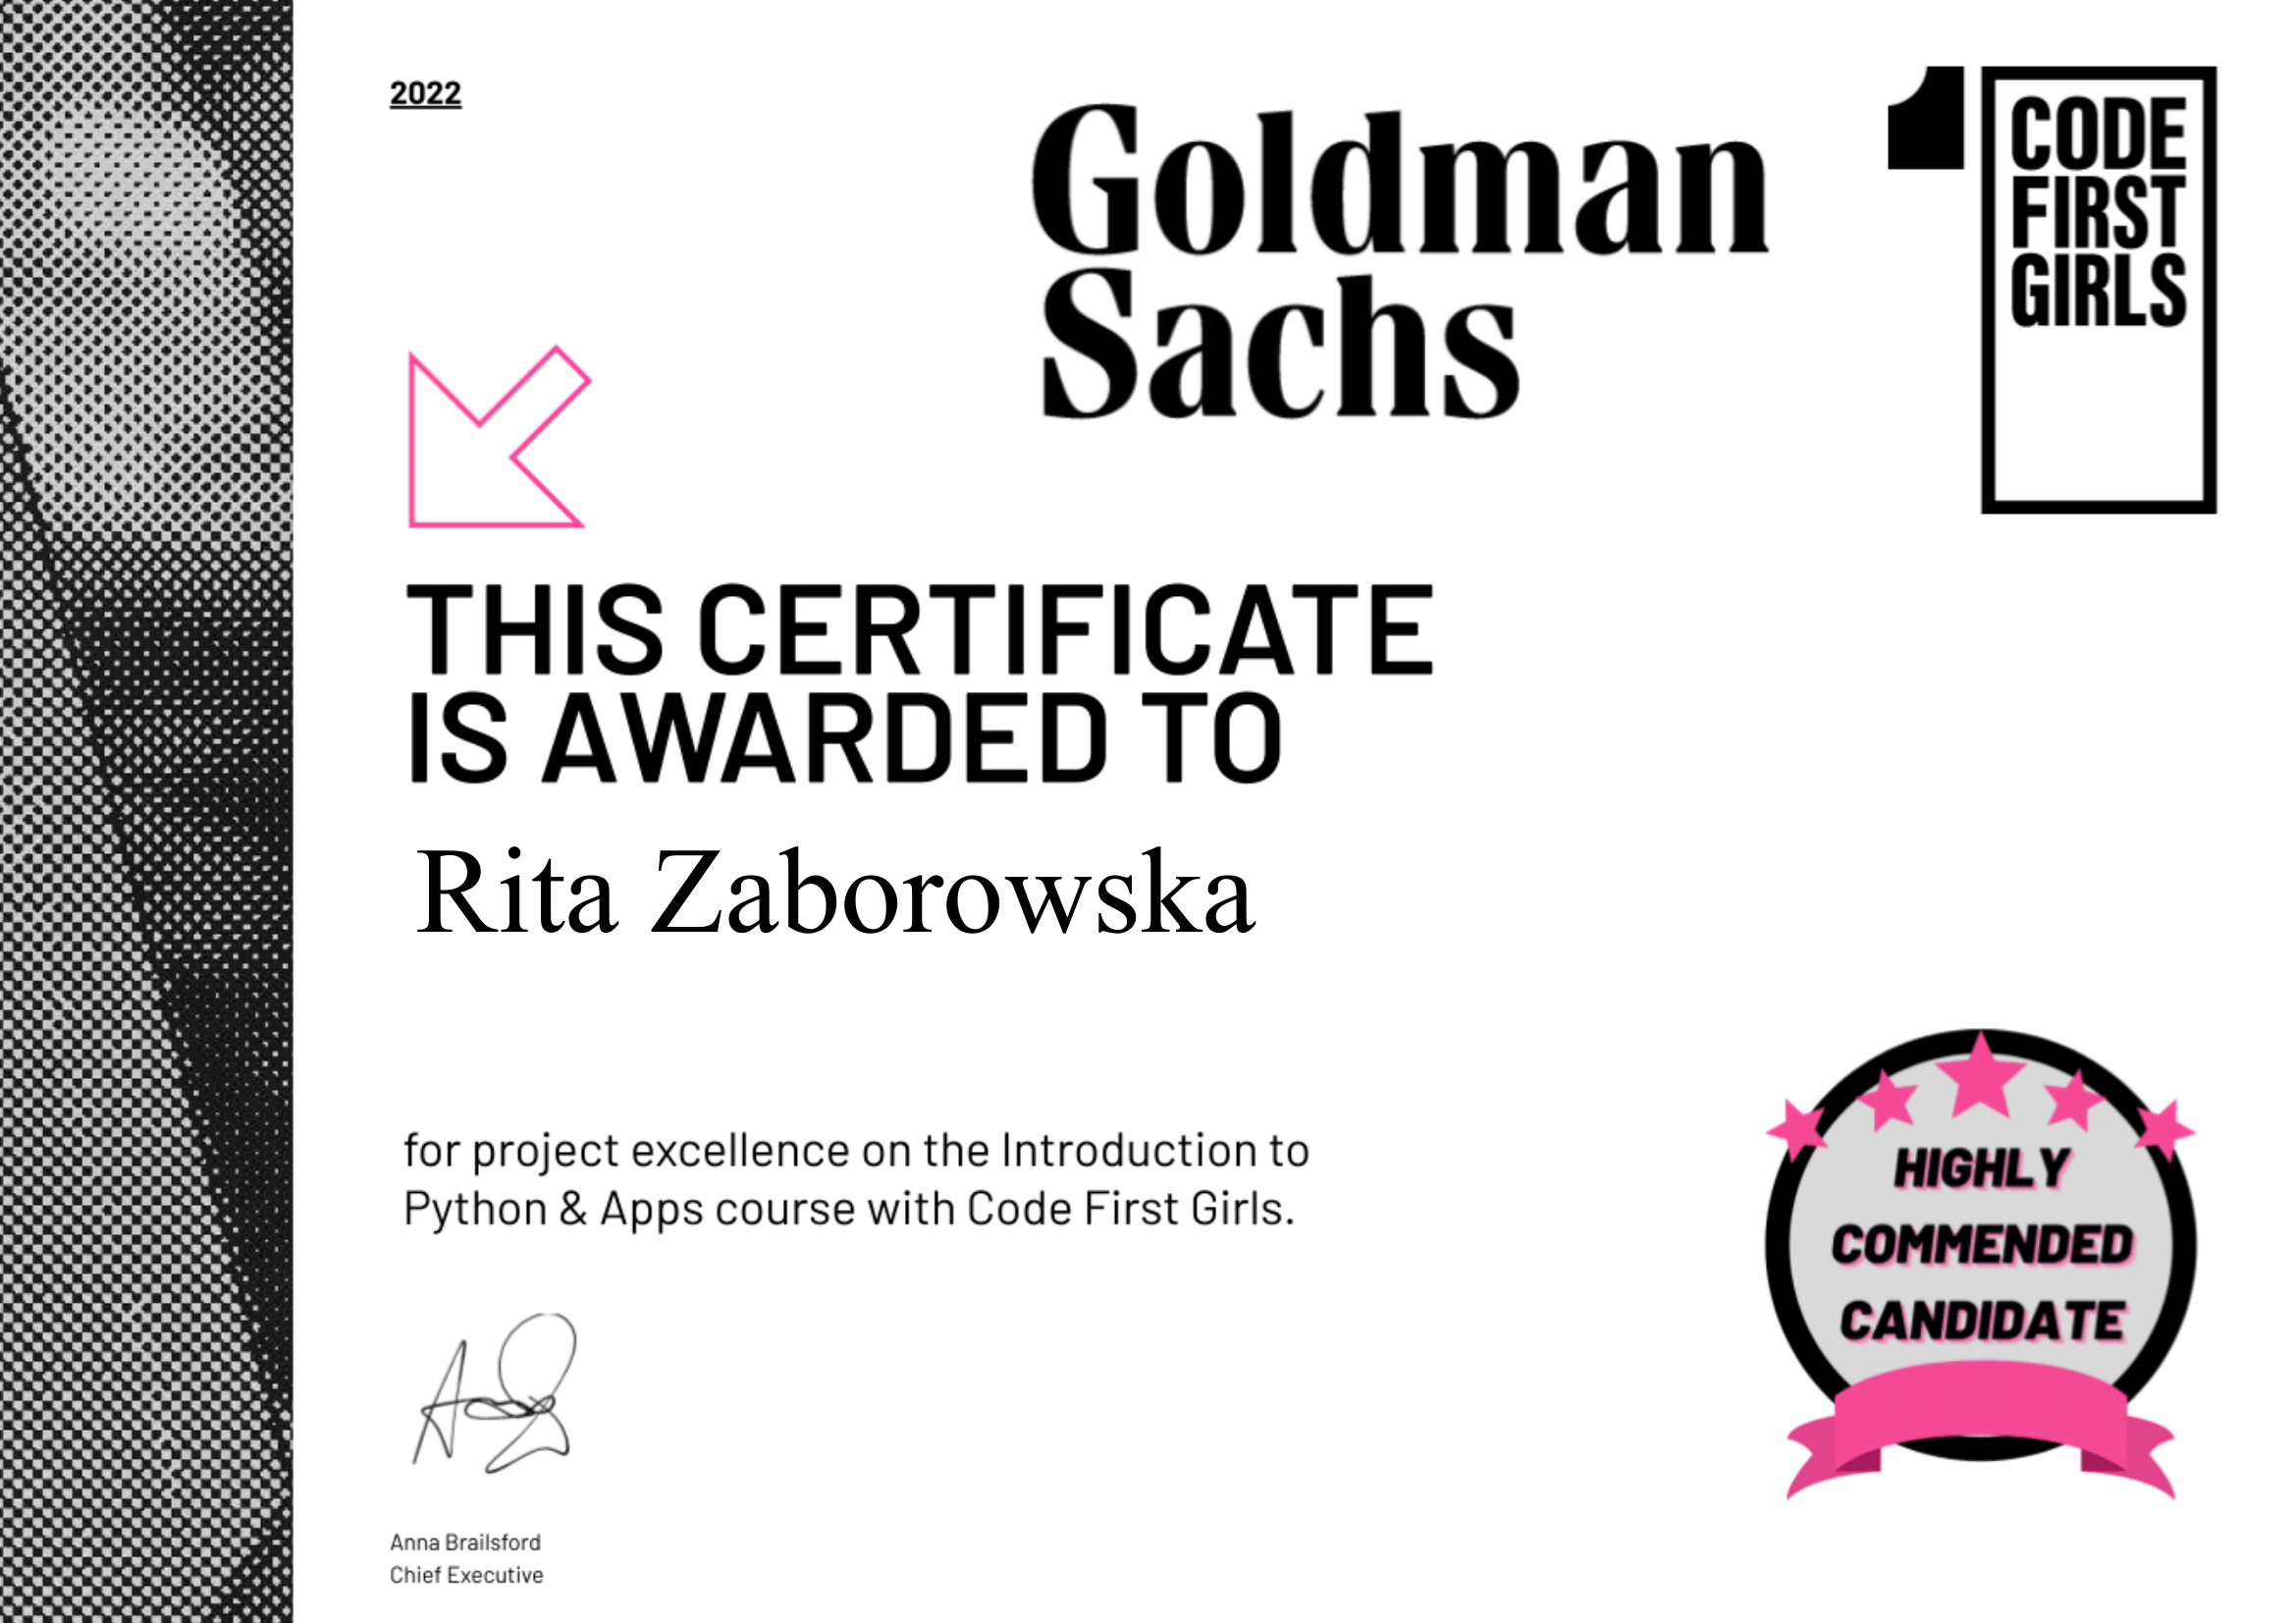 2022
Goldman
Sachs
CODE
FIRST
GIRLS
THIS CERTIFICATE
IS AWARDED TO
Rita Zaborowska
for project excellence on the Introduction to
Python & Apps course with Code First Girls.
HIGHLY
COMMENDED
CANDIDATE
Anna Brailsford
Chief Executive